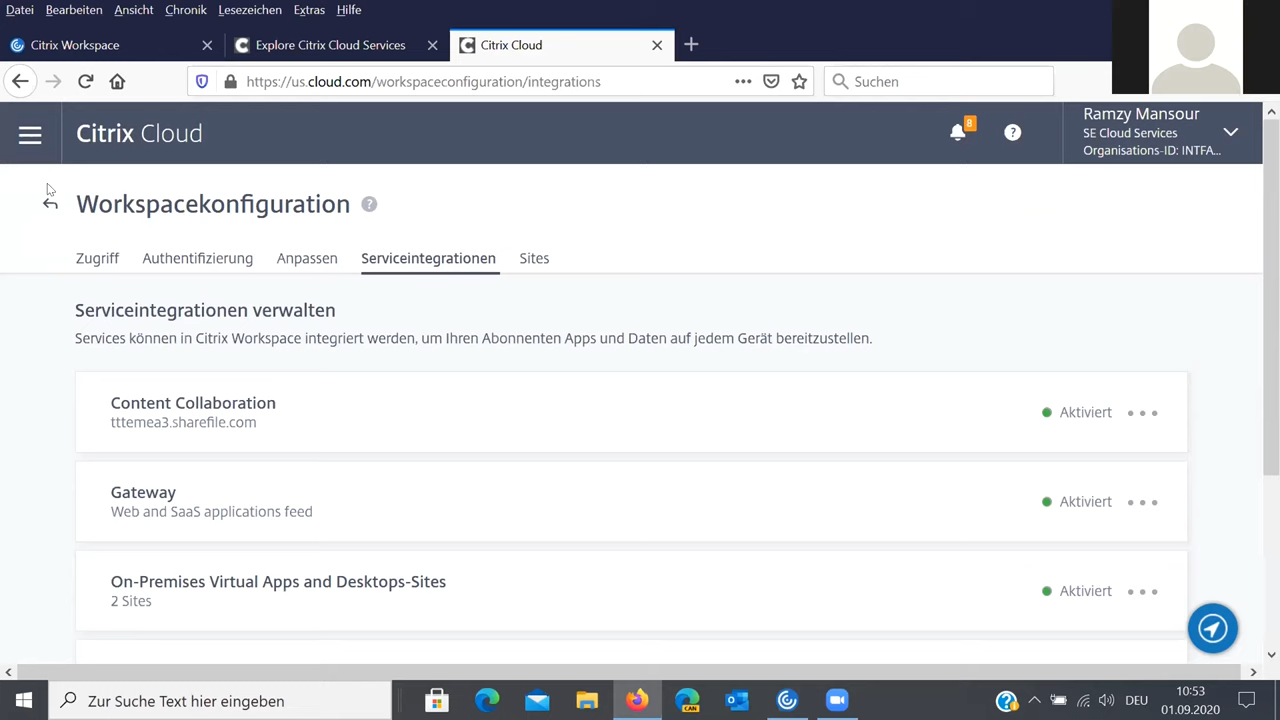 Datei Bearbeiten Ansicht Chronik Lesezeichen Extras Hilfe
Citrix Workspace
Explore Citrix Cloud Services
Citrix Cloud
https://us.cloud.com/workspaceconfiguration/integrations
Suchen
Citrix Cloud
8
Ramzy Mansour
SE Cloud Services
Organisations-ID: INTFA...
Workspacekonfiguration
Zugriff Authentifizierung Anpassen Serviceintegrationen Sites
Serviceintegrationen verwalten
Services können in Citrix Workspace integriert werden, um Ihren Abonnenten Apps und Daten auf jedem Gerät bereitzustellen.
Content Collaboration
tttemea3.sharefile.com
Aktiviert
Gateway
Web and SaaS applications feed
Aktiviert
On-Premises Virtual Apps and Desktops-Sites
2 Sites
Aktiviert
Zur Suche Text hier eingeben
CAN
DEU
10:53
01.09.2020